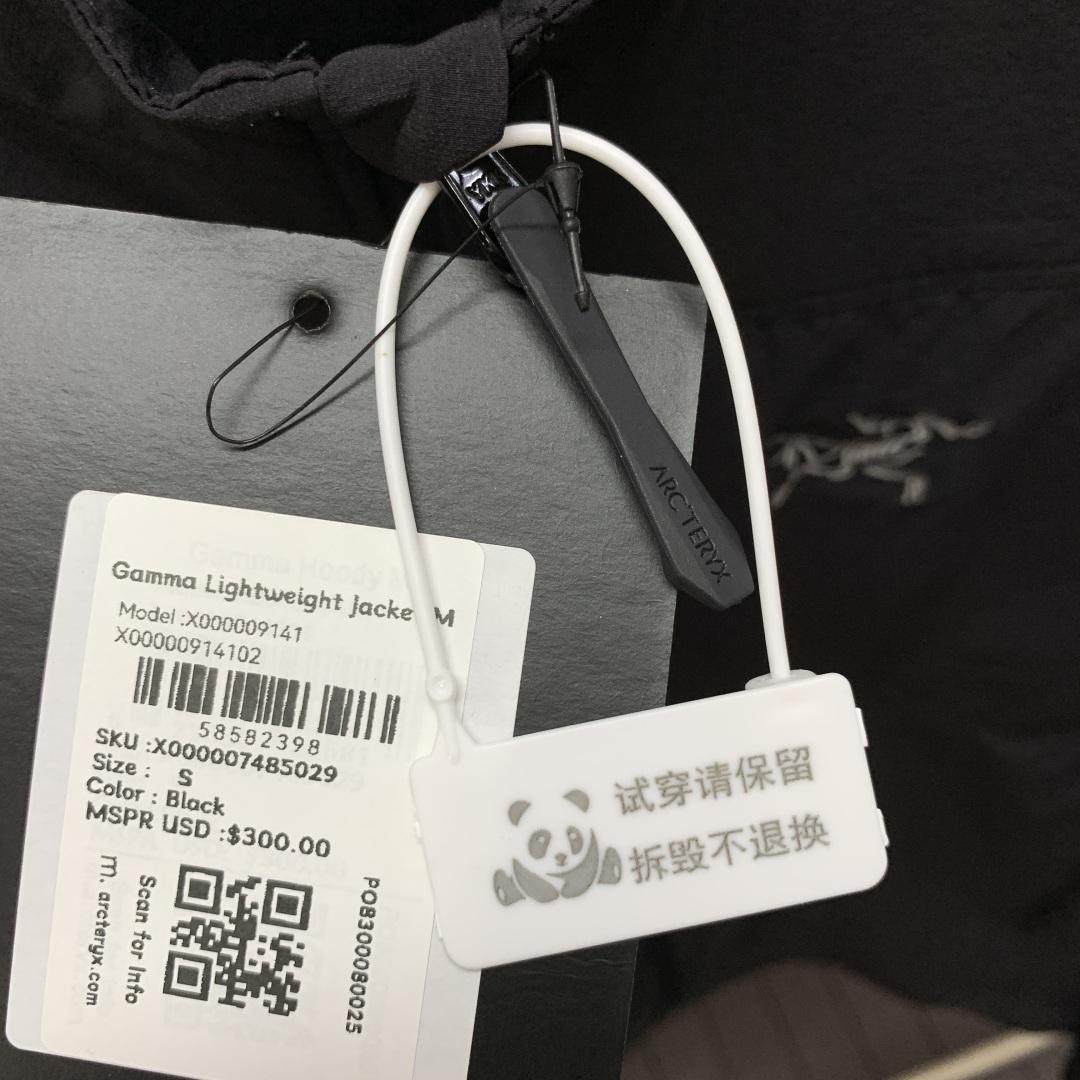 ARC'TERYX
Gamma Lightweight Jacke M
Model :X000009141
X00000914102
58582398
SKU :X000007485029
Size : S
Color : Black
MSPR USD :$300.00
PO8300080025
Scan for Info
m. arcteryx.com
试穿请保留
拆毁不退换